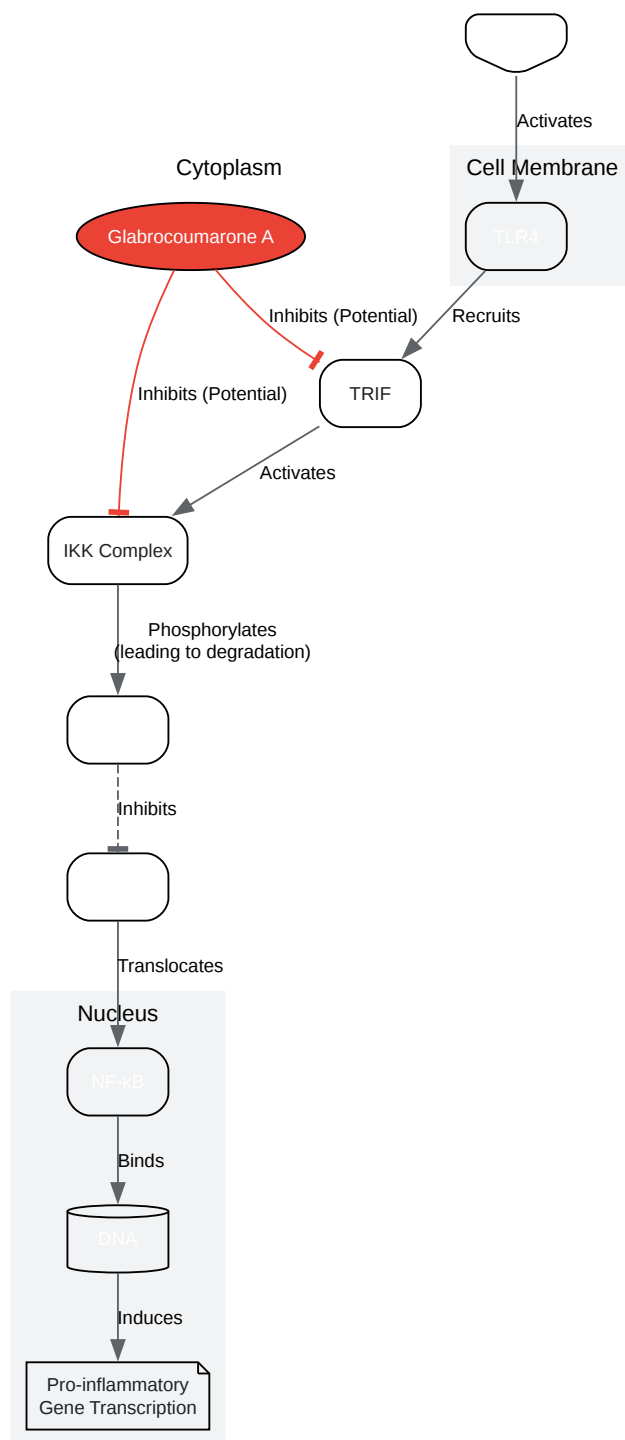 Activates
Cell Membrane
Cytoplasm
Glabrocoumarone A
TLR4
Inhibits (Potential)
Recruits
Inhibits (Potential)
TRIF
Activates
IKK Complex
Phosphorylates
(leading to degradation)
Inhibits
Translocates
Nucleus
NF-κB
Binds
DNA
Induces
Pro-inflammatory
Gene Transcription